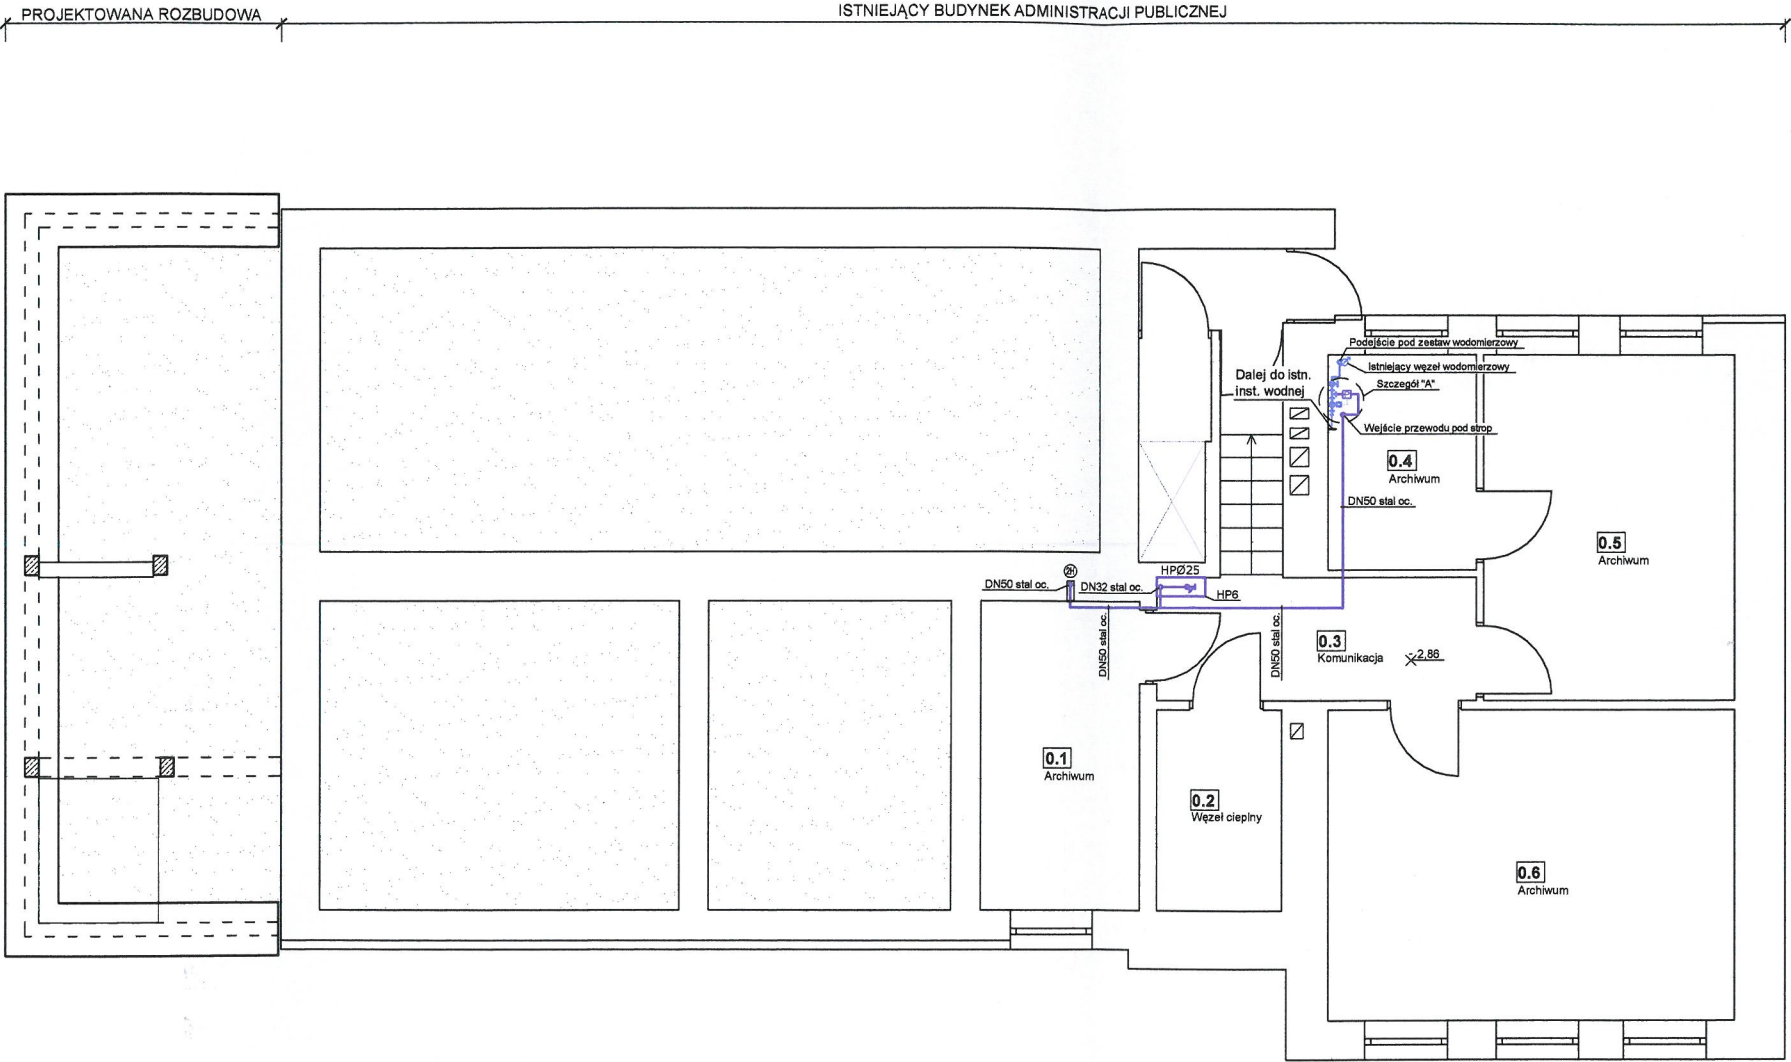 PROJEKTOWANA ROZBUDOWA
ISTNIEJĄCY BUDYNEK ADMINISTRACJI PUBLICZNEJ
Podejście pod zestaw wodomierzowy
Istniejący węzeł wodomierzowy
Szczegół "A"
Dalej do istn.
inst. wodnej
Wejście przewodu pod strop
0.4
Archiwum
DN50 stal oc.
0.5
Archiwum
HPØ25
DN50 stal oc.
DN32 stal oc.
HP6
2H
DN50 stal oc.
DN50 stal oc.
0.3
Komunikacja
-2,86
0.1
Archiwum
0.2
Węzeł cieplny
0.6
Archiwum